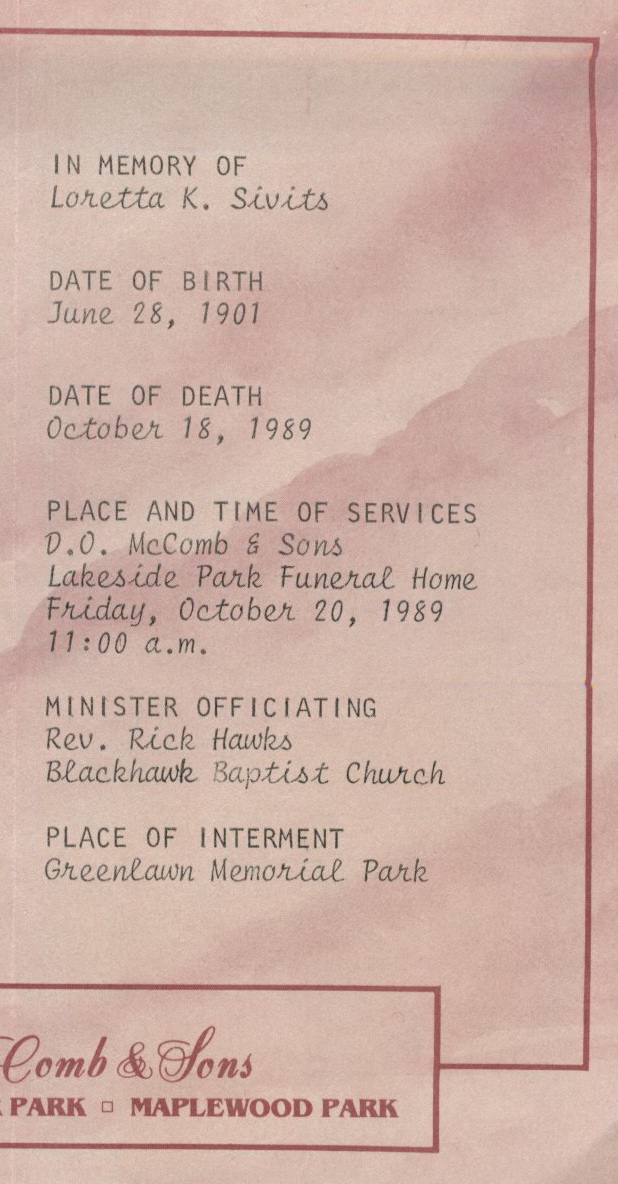 IN MEMORY OF
Loretta K. Sivits
DATE OF BIRTH
June 28, 1901
DATE OF DEATH
October 18, 1989
PLACE AND TIME OF SERVICES
D.O. McComb & Sons
Lakeside Park Funeral Home
Friday, October 20, 1989
11:00 a.m.
MINISTER OFFICIATING
Rev. Rick Hawks
Blackhawk Baptist Church
PLACE OF INTERMENT
Greenlawn Memorial Park
Comb & Sons
PARK □ MAPLEWOOD PARK